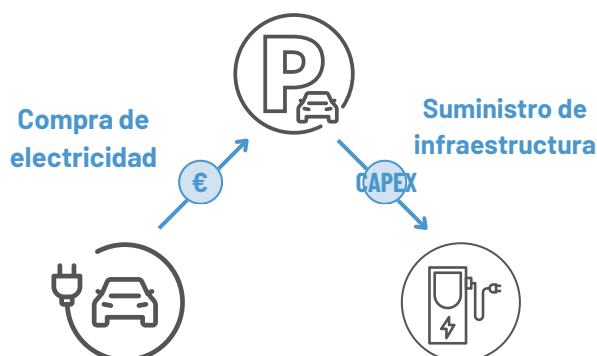 P
Compra de
electricidad
€
Suministro de
infraestructura
CAPEX